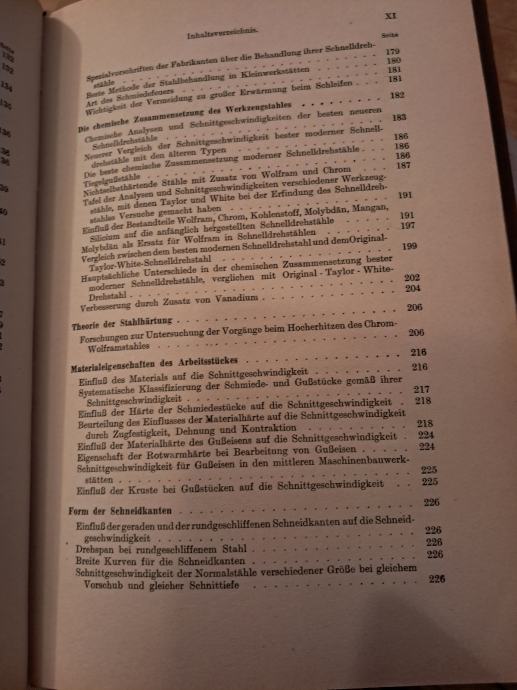 XI
Inhaltsverzeichnis.
Seite
Spezialvorschriften der Fabrikanten über die Behandlung ihrer Schnelldreh-
stähle . . . . . . . . . . 179
Beste Methode der Stahlbehandlung in Kleinwerkstätten . . . . 180
Art des Schmiedefeuers . . . . . . . . . . 181
Wichtigkeit der Vermeidung zu großer Erwärmung beim Schleifen . . . 181
Die chemische Zusammensetzung des Werkzeugstahles . . . . . . . 182
Chemische Analysen und Schnittgeschwindigkeiten der besten neueren
Schnelldrehstähle . . . . . . . . . . 183
Neuerer Vergleich der Schnittgeschwindigkeit bester moderner Schnell-
drehstähle mit den älteren Typen . . . . . . . . 186
Die beste chemische Zusammensetzung moderner Schnelldrehstähle . . . 186
Tiegelgußstähle . . . . . . . . . . 186
Nichtselbsthärtende Stähle mit Zusatz von Wolfram und Chrom . . . . 187
Tafel der Analysen und Schnittgeschwindigkeiten verschiedener Werkzeug-
stähle, mit denen Taylor und White bei der Erfindung des Schnelldreh-
stahles Versuche gemacht haben . . . . . . . . 191
Einfluß der Bestandteile Wolfram, Chrom, Kohlenstoff, Molybdän, Mangan,
Silicium auf die anfänglich hergestellten Schnelldrehstähle . . . . . 191
Molybdän als Ersatz für Wolfram in Schnelldrehstählen . . . . . . 197
Vergleich zwischen dem besten modernen Schnelldrehstahl und dem Original-
Taylor-White-Schnelldrehstahl . . . . . . . . 199
Hauptsächliche Unterschiede in der chemischen Zusammensetzung bester
moderner Schnelldrehstähle, verglichen mit Original-Taylor-White-
Drehstahl . . . . . . . . . . 202
Verbesserung durch Zusatz von Vanadium . . . . . . . . 204
Theorie der Stahlhärtung . . . . . . . . . . 206
Forschungen zur Untersuchung der Vorgänge beim Hocherhitzen des Chrom-
Wolframstahles . . . . . . . . . . 206
Materialeigenschaften des Arbeitsstückes . . . . . . . . 216
Einfluß des Materials auf die Schnittgeschwindigkeit . . . . . . 216
Systematische Klassifizierung der Schmiede- und Gußstücke gemäß ihrer
Schnittgeschwindigkeit . . . . . . . . . . 217
Einfluß der Härte der Schmiedestücke auf die Schnittgeschwindigkeit . . 218
Beurteilung des Einflusses der Materialhärte auf die Schnittgeschwindigkeit
durch Zugfestigkeit, Dehnung und Kontraktion . . . . . . . 218
Einfluß der Materialhärte des Gußeisens auf die Schnittgeschwindigkeit . 224
Eigenschaft der Rotwarmhärte bei Bearbeitung von Gußeisen . . . . 224
Schnittgeschwindigkeit für Gußeisen in den mittleren Maschinenbauwerk-
stätten . . . . . . . . . . 225
Einfluß der Kruste bei Gußstücken auf die Schnittgeschwindigkeit . . 225
Form der Schneidkanten . . . . . . . . . . 226
Einfluß der geraden und der rundgeschliffenen Schneidkanten auf die Schneid-
geschwindigkeit . . . . . . . . . . 226
Drehspan bei rundgeschliffenem Stahl . . . . . . . . 226
Breite Kurven für die Schneidkanten . . . . . . . . 226
Schnittgeschwindigkeit der Normalstähle verschiedener Größe bei gleichem
Vorschub und gleicher Schnittiefe . . . . . . . . 226